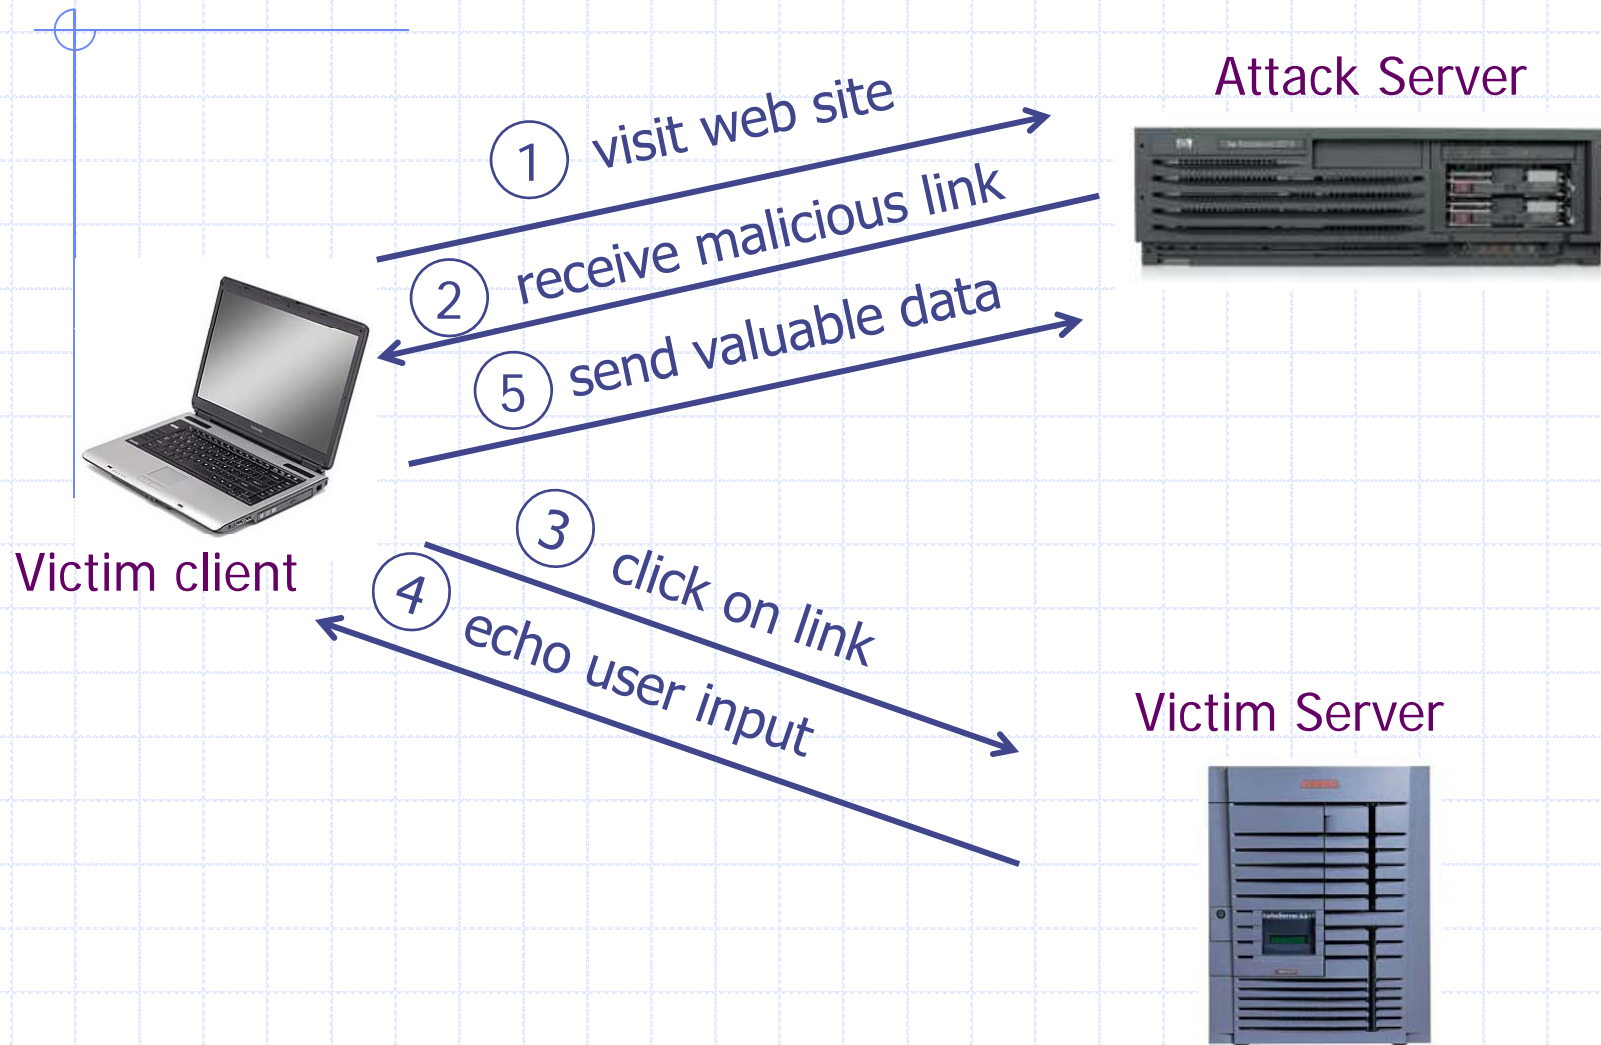 Attack Server
1 visit web site
2 receive malicious link
5 send valuable data
Victim client
3 click on link
4 echo user input
Victim Server